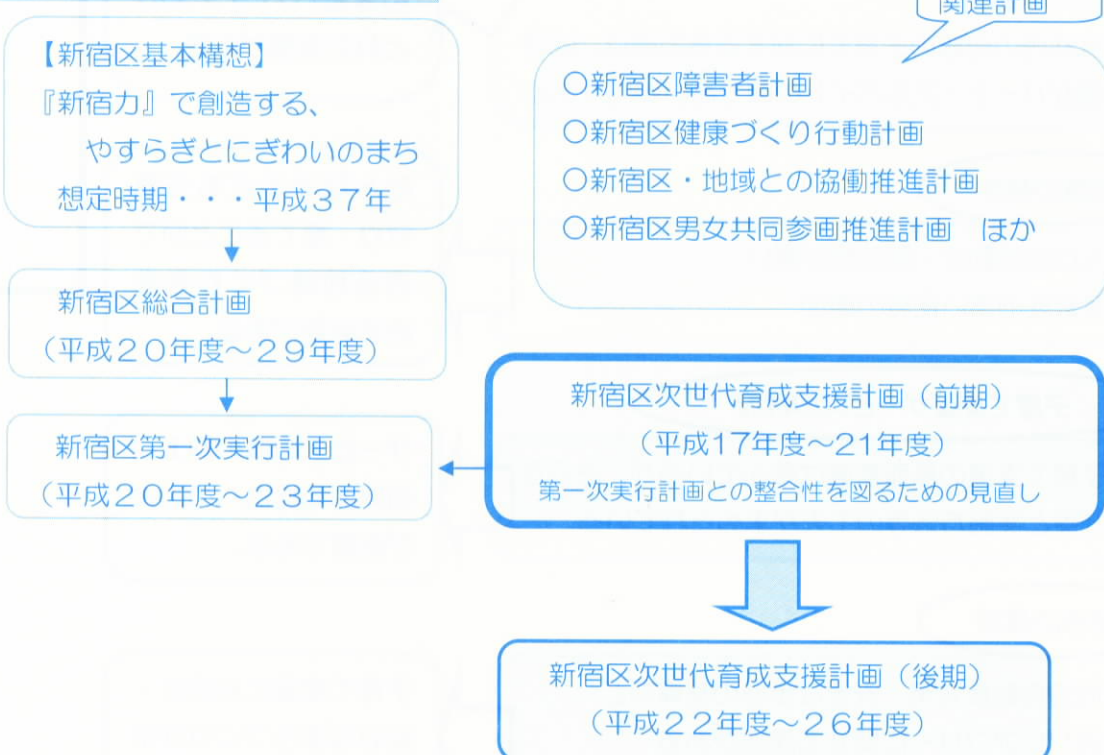 関連計画
【新宿区基本構想】
『新宿力』で創造する、
やすらぎとにぎわいのまち
想定時期・・・平成３７年
○新宿区障害者計画
○新宿区健康づくり行動計画
○新宿区・地域との協働推進計画
○新宿区男女共同参画推進計画　ほか
新宿区総合計画
（平成２０年度～２９年度）
新宿区第一次実行計画
（平成２０年度～２３年度）
新宿区次世代育成支援計画（前期）
（平成17年度～21年度）
第一次実行計画との整合性を図るための見直し
新宿区次世代育成支援計画（後期）
（平成２２年度～２６年度）